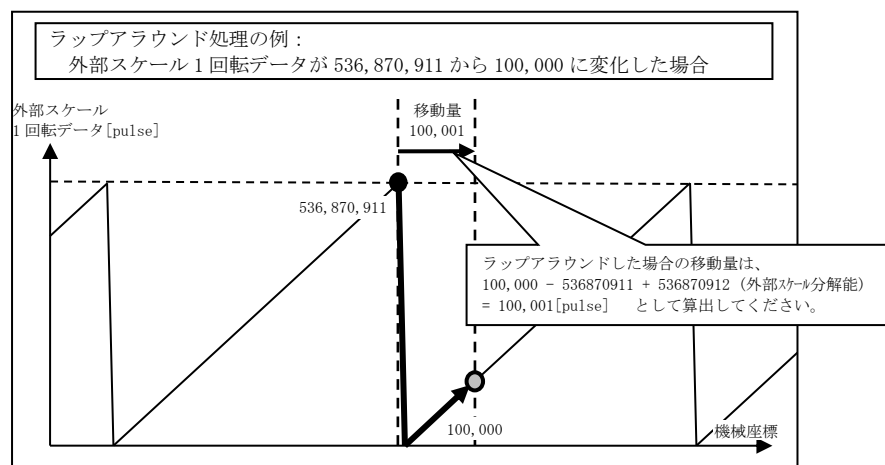 ラップアラウンド処理の例：
外部スケール1回転データが 536,870,911 から 100,000 に変化した場合
外部スケール
1回転データ[pulse]
移動量
100,001
536,870,911
ラップアラウンドした場合の移動量は、
100,000 - 536870911 + 536870912 (外部ｽｹｰﾙ分解能)
= 100,001[pulse]　として算出してください。
100,000
機械座標